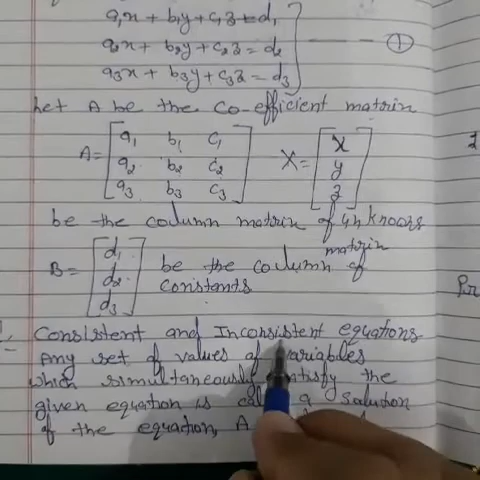 a₁x + b₁y + c₁z = d₁
a₂x + b₂y + c₂z = d₂ ——— ①
a₃x + b₃y + c₃z = d₃
Let A be the co-efficient matrix
A = [a₁ b₁ c₁ X = [x
a₂ b₂ c₂ y
a₃ b₃ c₃] z]
be the column matrix of unknowns
B = [d₁ be the column matrix of
d₂ constants
d₃]
Consistent and Inconsistent equations
Any set of values of variables
which simultaneously satisfy the
given equation is a solution
of the equation, A